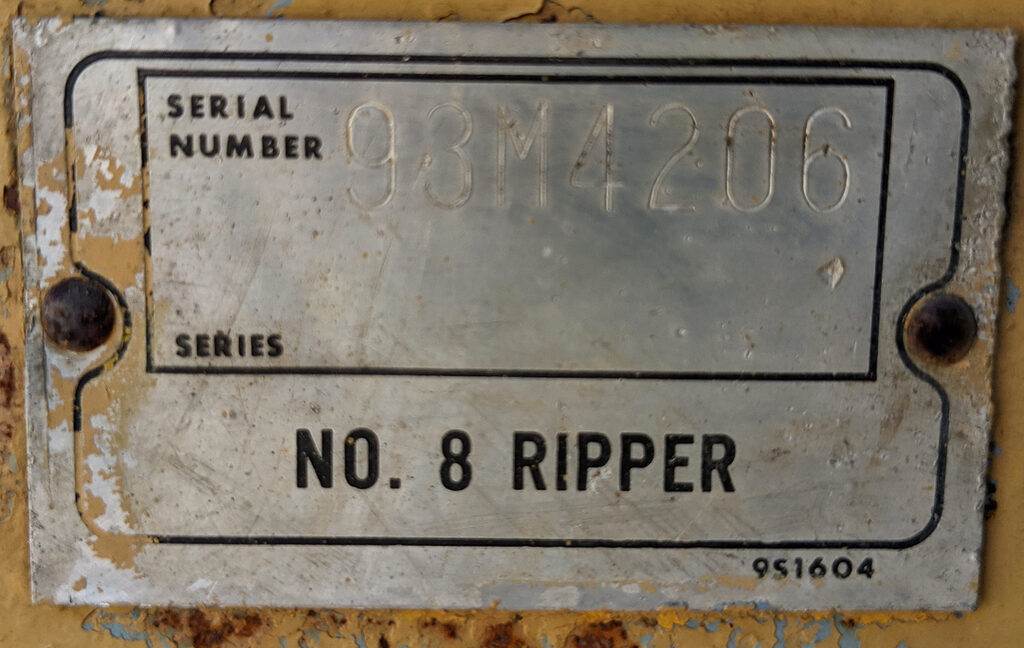 SERIAL
NUMBER 93M4206
SERIES
NO. 8 RIPPER
9S1604